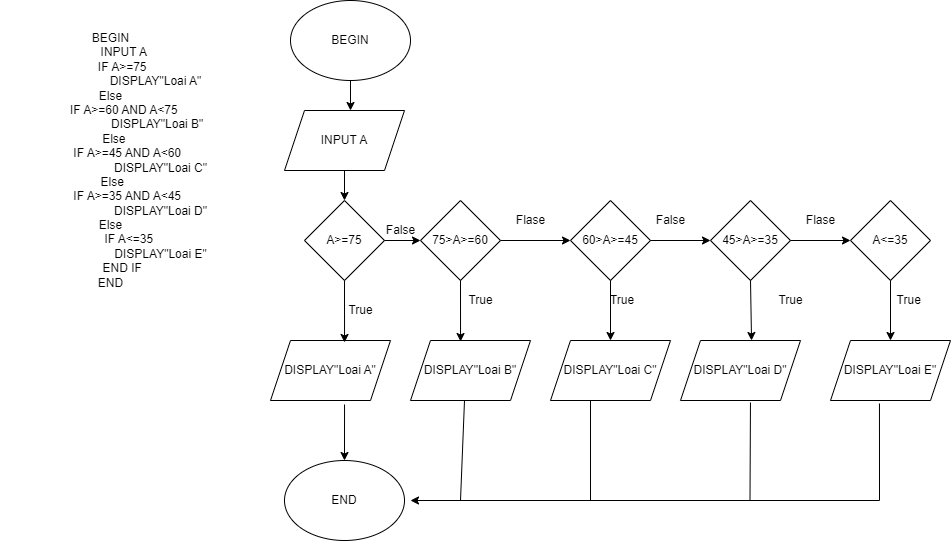 BEGIN
INPUT A
IF A>=75
DISPLAY"Loai A"
Else
IF A>=60 AND A<75
DISPLAY"Loai B"
Else
IF A>=45 AND A<60
DISPLAY"Loai C"
Else
IF A>=35 AND A<45
DISPLAY"Loai D"
Else
IF A<=35
DISPLAY"Loai E"
END IF
END
BEGIN
INPUT A
A>=75
False
75>A>=60
Flase
60>A>=45
False
45>A>=35
Flase
A<=35
True
True
True
True
True
DISPLAY"Loai A"
DISPLAY"Loai B"
DISPLAY"Loai C"
DISPLAY"Loai D"
DISPLAY"Loai E"
END